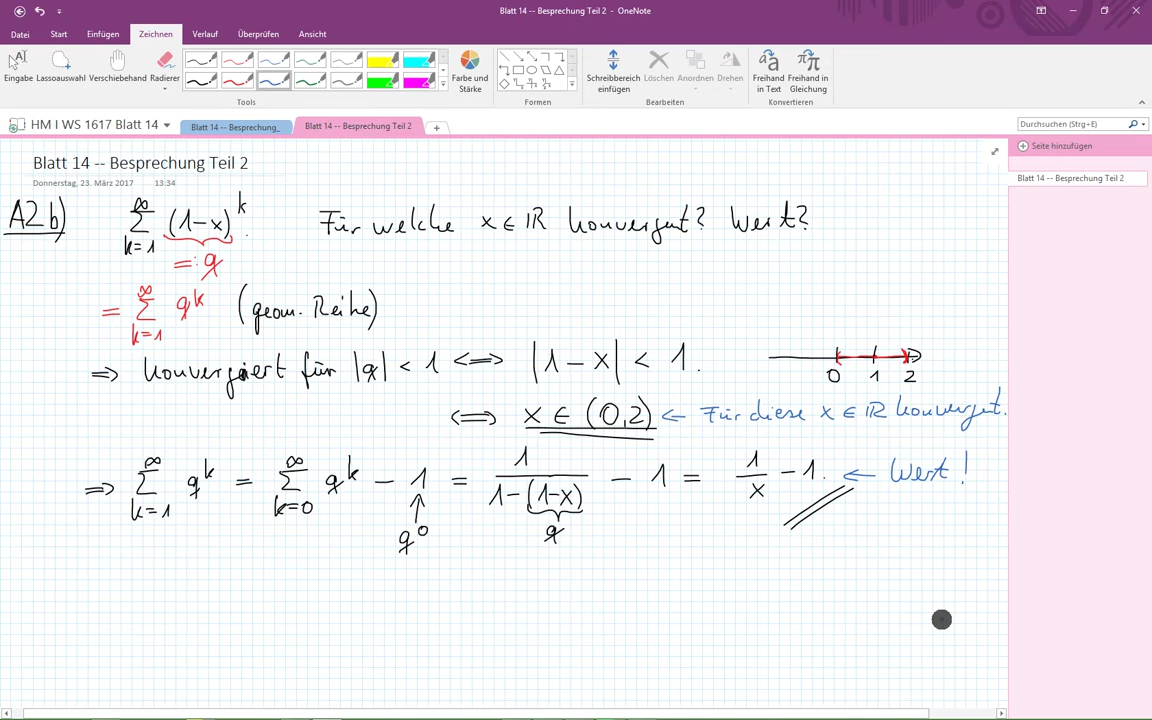 Blatt 14 -- Besprechung Teil 2 - OneNote
Datei Start Einfügen Zeichnen Verlauf Überprüfen Ansicht
Eingabe Lassoauswahl Verschiebehand Radierer Farbe und Stärke Schreibbereich einfügen Löschen Anordnen Drehen Freihand in Text Freihand in Gleichung
Tools Formen Bearbeiten Konvertieren
HM I WS 1617 Blatt 14 Blatt 14 -- Besprechung_ Blatt 14 -- Besprechung Teil 2 Durchsuchen (Strg+E)
Seite hinzufügen
Blatt 14 -- Besprechung Teil 2
Blatt 14 -- Besprechung Teil 2
Donnerstag, 23. März 2017 13:34
A2 b) ∑_{k=1}^{∞} (1-x)^k. Für welche x ∈ ℝ konvergent? Wert?
=: q
= ∑_{k=1}^{∞} q^k (geom. Reihe)
⇒ konvergiert für |q| < 1 ⇔ |1-x| < 1.
0 1 2
⇔ x ∈ (0,2) ← Für diese x ∈ ℝ konvergent.
⇒ ∑_{k=1}^{∞} q^k = ∑_{k=0}^{∞} q^k - 1 = 1/(1-(1-x)) - 1 = 1/x - 1. ← Wert!
q^0 q